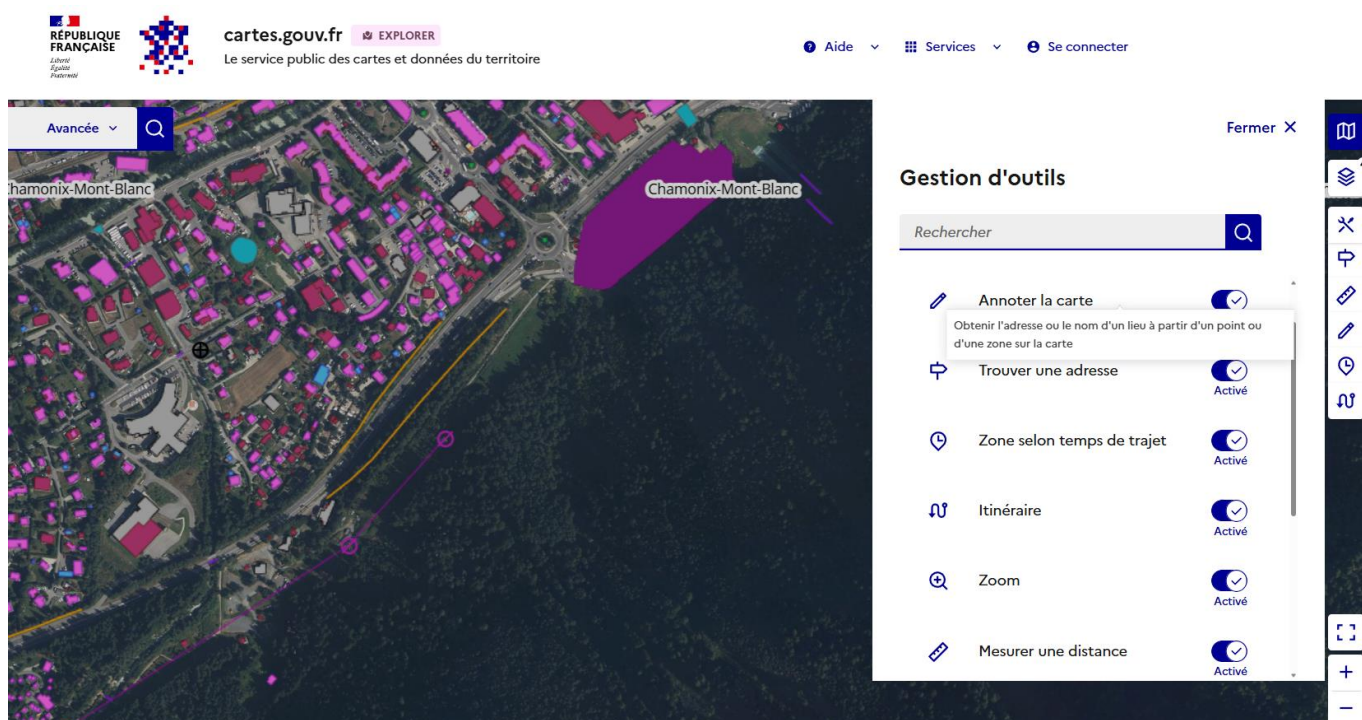 RÉPUBLIQUE
FRANÇAISE
Liberté
Égalité
Fraternité
cartes.gouv.fr
EXPLORER
Le service public des cartes et données du territoire
Aide
Services
Se connecter
Avancée
Chamonix-Mont-Blanc
Chamonix-Mont-Blanc
Fermer
Gestion d'outils
Rechercher
Annoter la carte
Obtenir l'adresse ou le nom d'un lieu à partir d'un point ou
d'une zone sur la carte
Trouver une adresse
Activé
Zone selon temps de trajet
Activé
Itinéraire
Activé
Zoom
Activé
Mesurer une distance
Activé